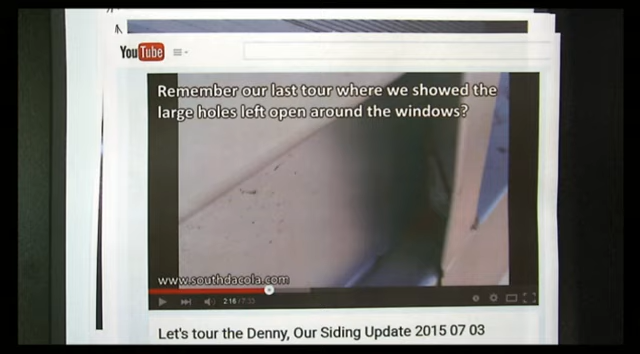 YouTube
Remember our last tour where we showed the
large holes left open around the windows?
www.southdacola.com
2:16 / 7:33
Let's tour the Denny, Our Siding Update 2015 07 03